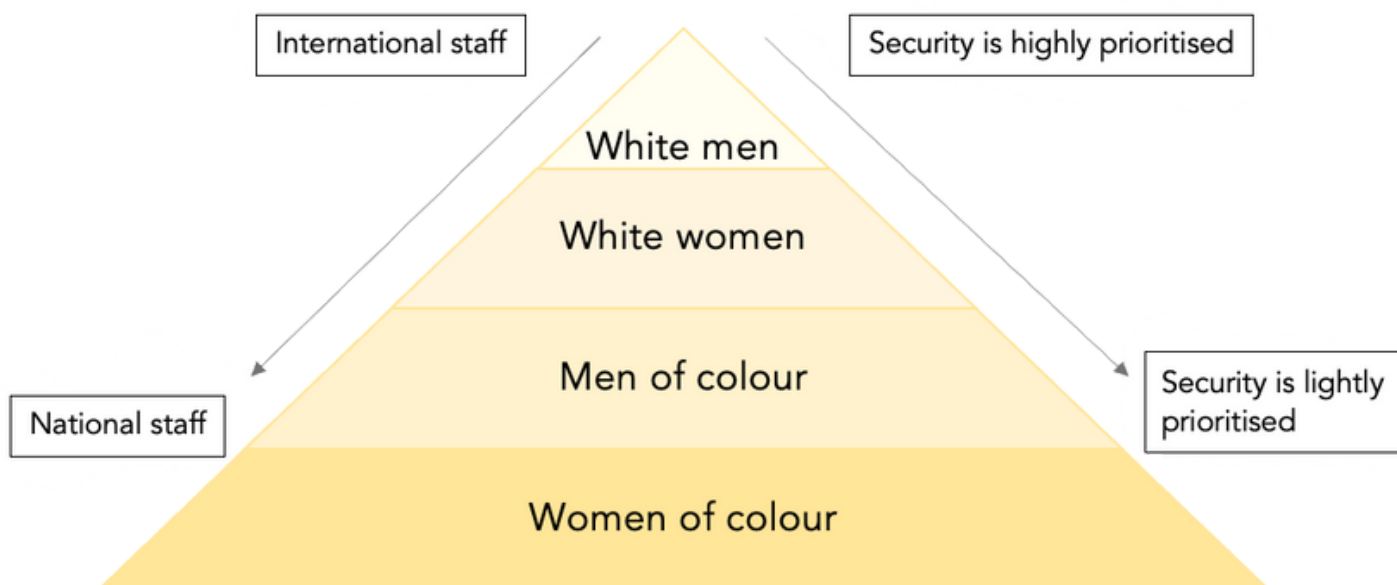 International staff
Security is highly prioritised
White men
White women
Men of colour
Security is lightly
prioritised
National staff
Women of colour